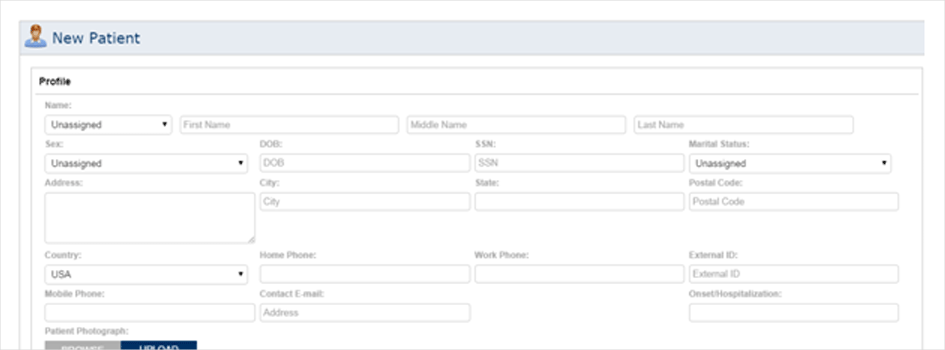 New Patient
Profile
Name:
Unassigned First Name Middle Name Last Name
Sex: DOB: SSN: Marital Status:
Unassigned DOB SSN Unassigned
Address: City: State: Postal Code:
City Postal Code
Country: Home Phone: Work Phone: External ID:
USA External ID
Mobile Phone: Contact E-mail: Onset/Hospitalization:
Address
Patient Photograph:
BROWSE UPLOAD